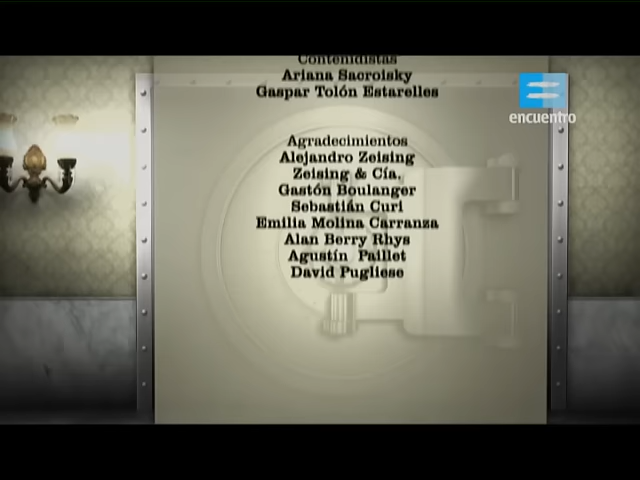 Contenidistas
Ariana Sacroisky
Gaspar Tolón Estarelles
encuentro
Agradecimientos
Alejandro Zeising
Zeising & Cía.
Gastón Boulanger
Sebastián Curi
Emilia Molina Carranza
Alan Berry Rhys
Agustín Paillet
David Pugliese